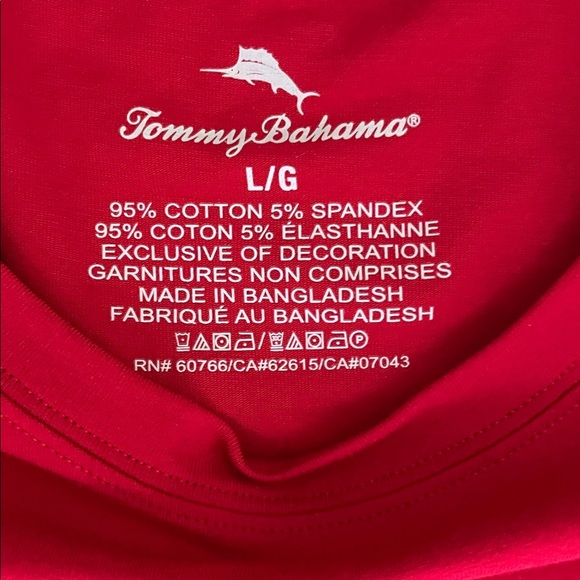 Tommy Bahama®
L/G
95% COTTON 5% SPANDEX
95% COTON 5% ÉLASTHANNE
EXCLUSIVE OF DECORATION
GARNITURES NON COMPRISES
MADE IN BANGLADESH
FABRIQUÉ AU BANGLADESH
RN# 60766/CA#62615/CA#07043